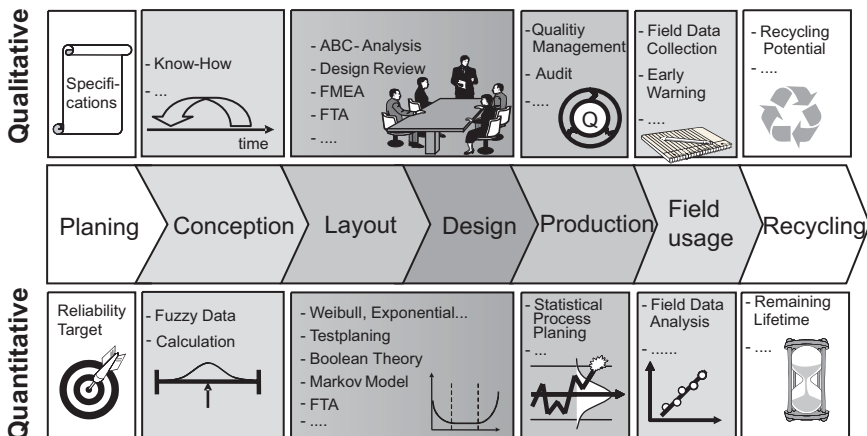 Qualitative
Specifi-
cations
- Know-How
- ...
time
- ABC- Analysis
- Design Review
- FMEA
- FTA
- ....
- Qualitiy
Management
- Audit
- ....
Q
- Field Data
Collection
- Early
Warning
- ....
- Recycling
Potential
- ....
Planing
Conception
Layout
Design
Production
Field
usage
Recycling
Quantitative
Reliability
Target
- Fuzzy Data
- Calculation
- Weibull, Exponential...
- Testplaning
- Boolean Theory
- Markov Model
- FTA
- ....
- Statistical
Process
Planing
- ...
- Field Data
Analysis
- ......
- Remaining
Lifetime
- ....